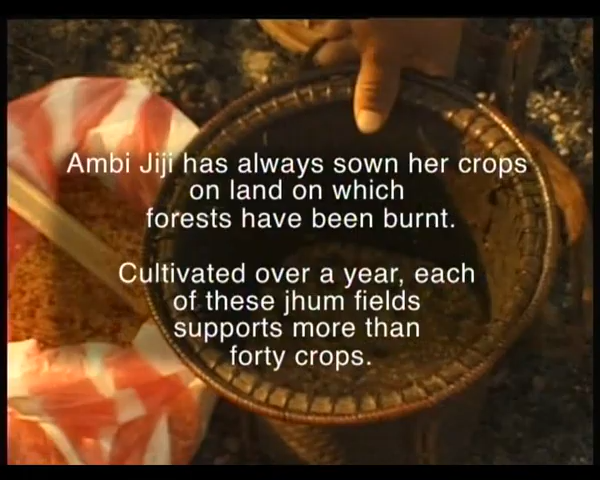 Ambi Jiji has always sown her crops
on land on which
forests have been burnt.
Cultivated over a year, each
of these jhum fields
supports more than
forty crops.